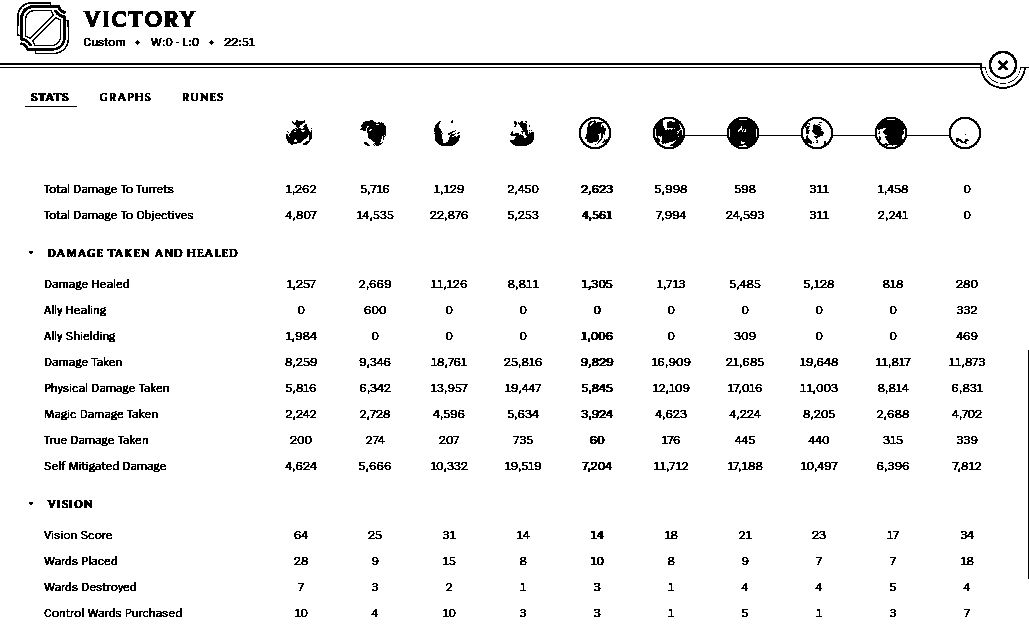 VICTORY
Custom • W:0 - L:0 • 22:51
STATS GRAPHS RUNES
Total Damage To Turrets 1,262 5,716 1,129 2,450 2,623 5,998 598 311 1,458 0
Total Damage To Objectives 4,807 14,535 22,876 5,253 4,561 7,994 24,593 311 2,241 0
DAMAGE TAKEN AND HEALED
Damage Healed 1,257 2,669 11,126 8,811 1,305 1,713 5,485 5,128 818 280
Ally Healing 0 600 0 0 0 0 0 0 0 332
Ally Shielding 1,984 0 0 0 1,006 0 309 0 0 469
Damage Taken 8,259 9,346 18,761 25,816 9,829 16,909 21,685 19,648 11,817 11,873
Physical Damage Taken 5,816 6,342 13,957 19,447 5,845 12,109 17,016 11,003 8,814 6,831
Magic Damage Taken 2,242 2,728 4,596 5,634 3,924 4,623 4,224 8,205 2,688 4,702
True Damage Taken 200 274 207 735 60 176 445 440 315 339
Self Mitigated Damage 4,624 5,666 10,332 19,519 7,204 11,712 17,188 10,497 6,396 7,812
VISION
Vision Score 64 25 31 14 14 18 21 23 17 34
Wards Placed 28 9 15 8 10 8 9 7 7 18
Wards Destroyed 7 3 2 1 3 1 4 4 5 4
Control Wards Purchased 10 4 10 3 3 1 5 1 3 7